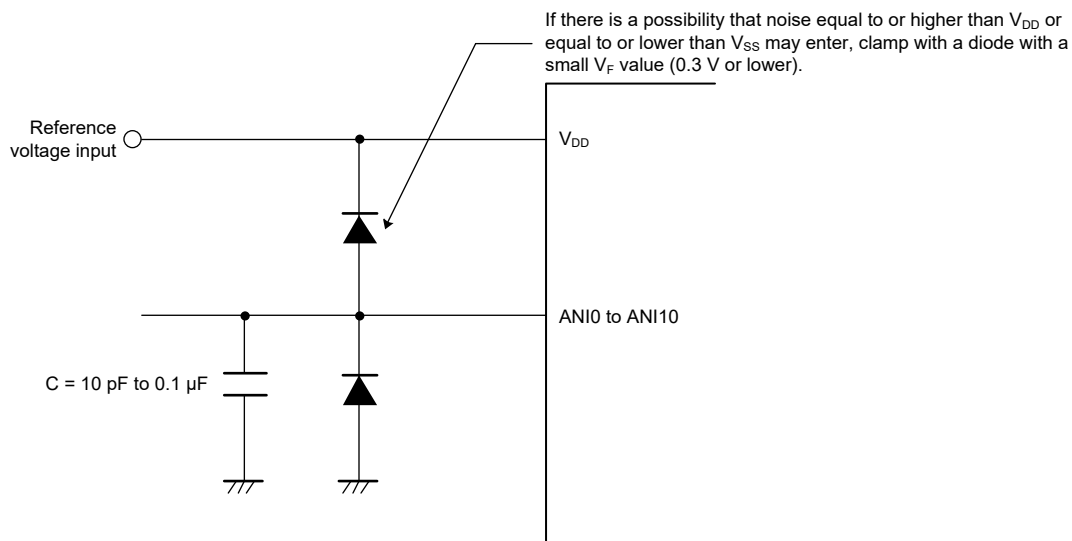 If there is a possibility that noise equal to or higher than VDD or
equal to or lower than VSS may enter, clamp with a diode with a
small VF value (0.3 V or lower).
Reference
voltage input
VDD
ANI0 to ANI10
C = 10 pF to 0.1 µF